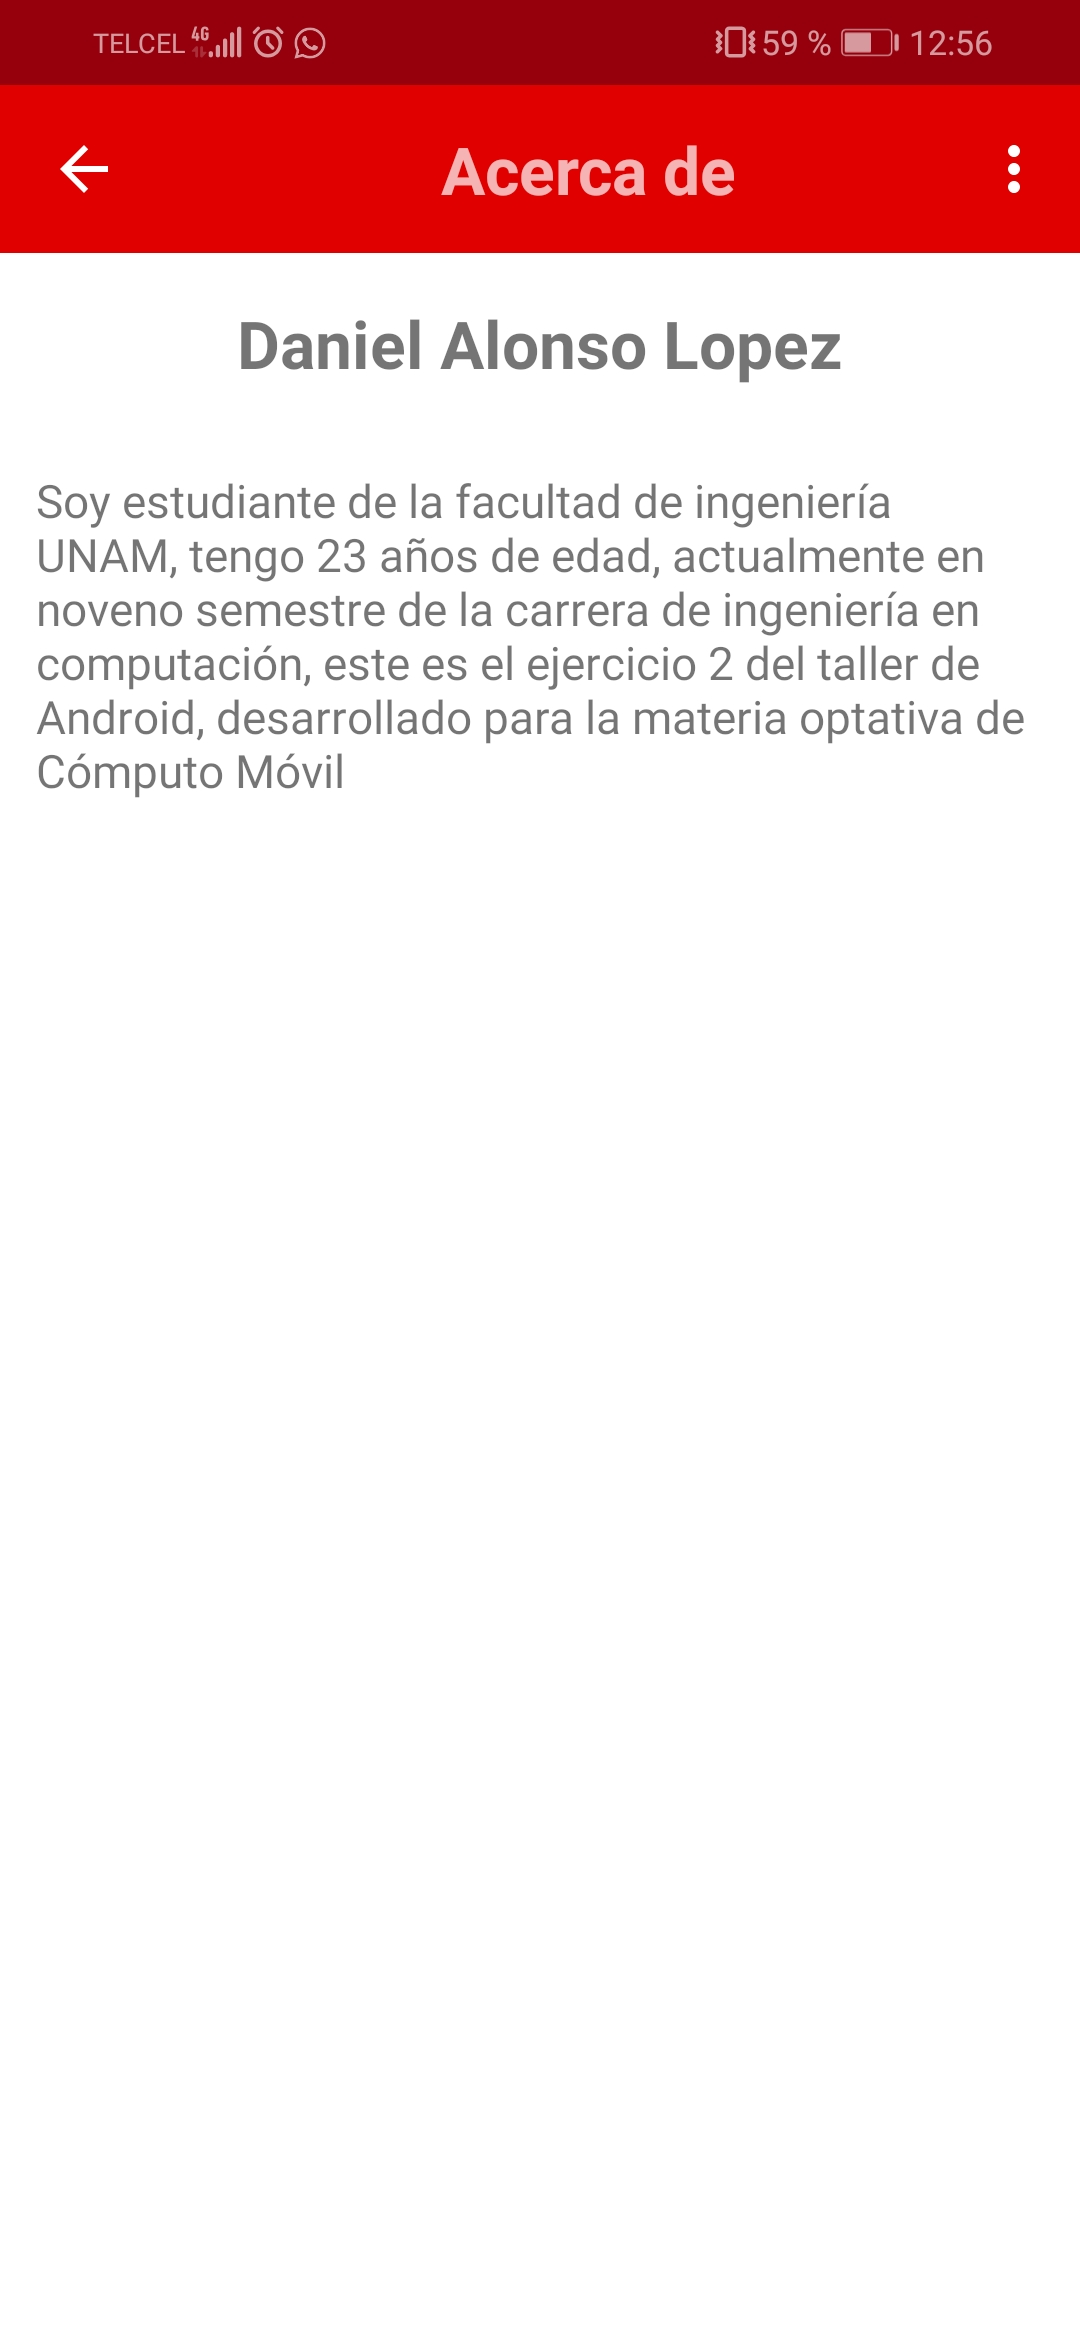 TELCEL 4G 59 % 12:56
Acerca de
Daniel Alonso Lopez
Soy estudiante de la facultad de ingeniería
UNAM, tengo 23 años de edad, actualmente en
noveno semestre de la carrera de ingeniería en
computación, este es el ejercicio 2 del taller de
Android, desarrollado para la materia optativa de
Cómputo Móvil